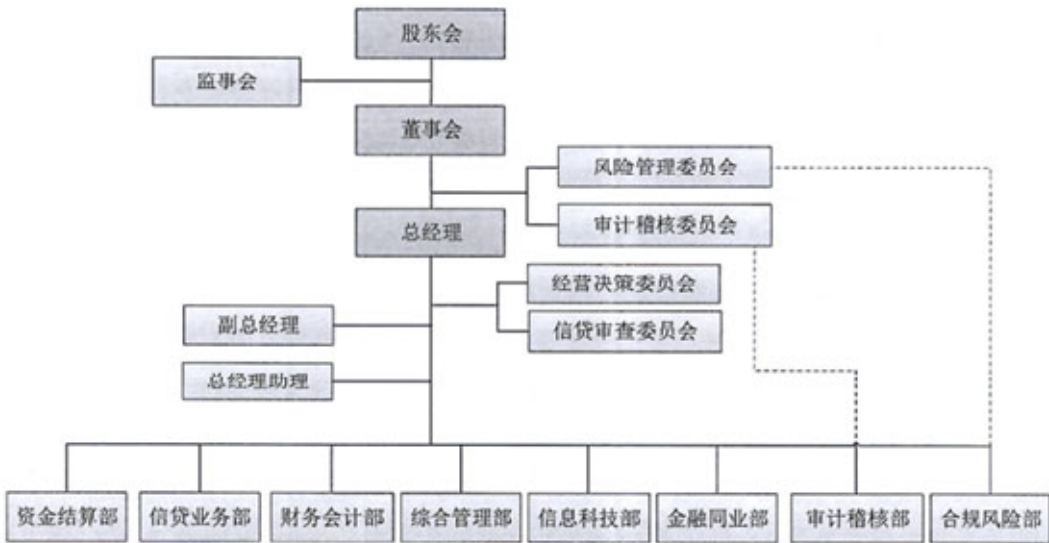 股东会
监事会
董事会
风险管理委员会
总经理
审计稽核委员会
经营决策委员会
副总经理
信贷审查委员会
总经理助理
资金结算部
信贷业务部
财务会计部
综合管理部
信息科技部
金融同业部
审计稽核部
合规风险部